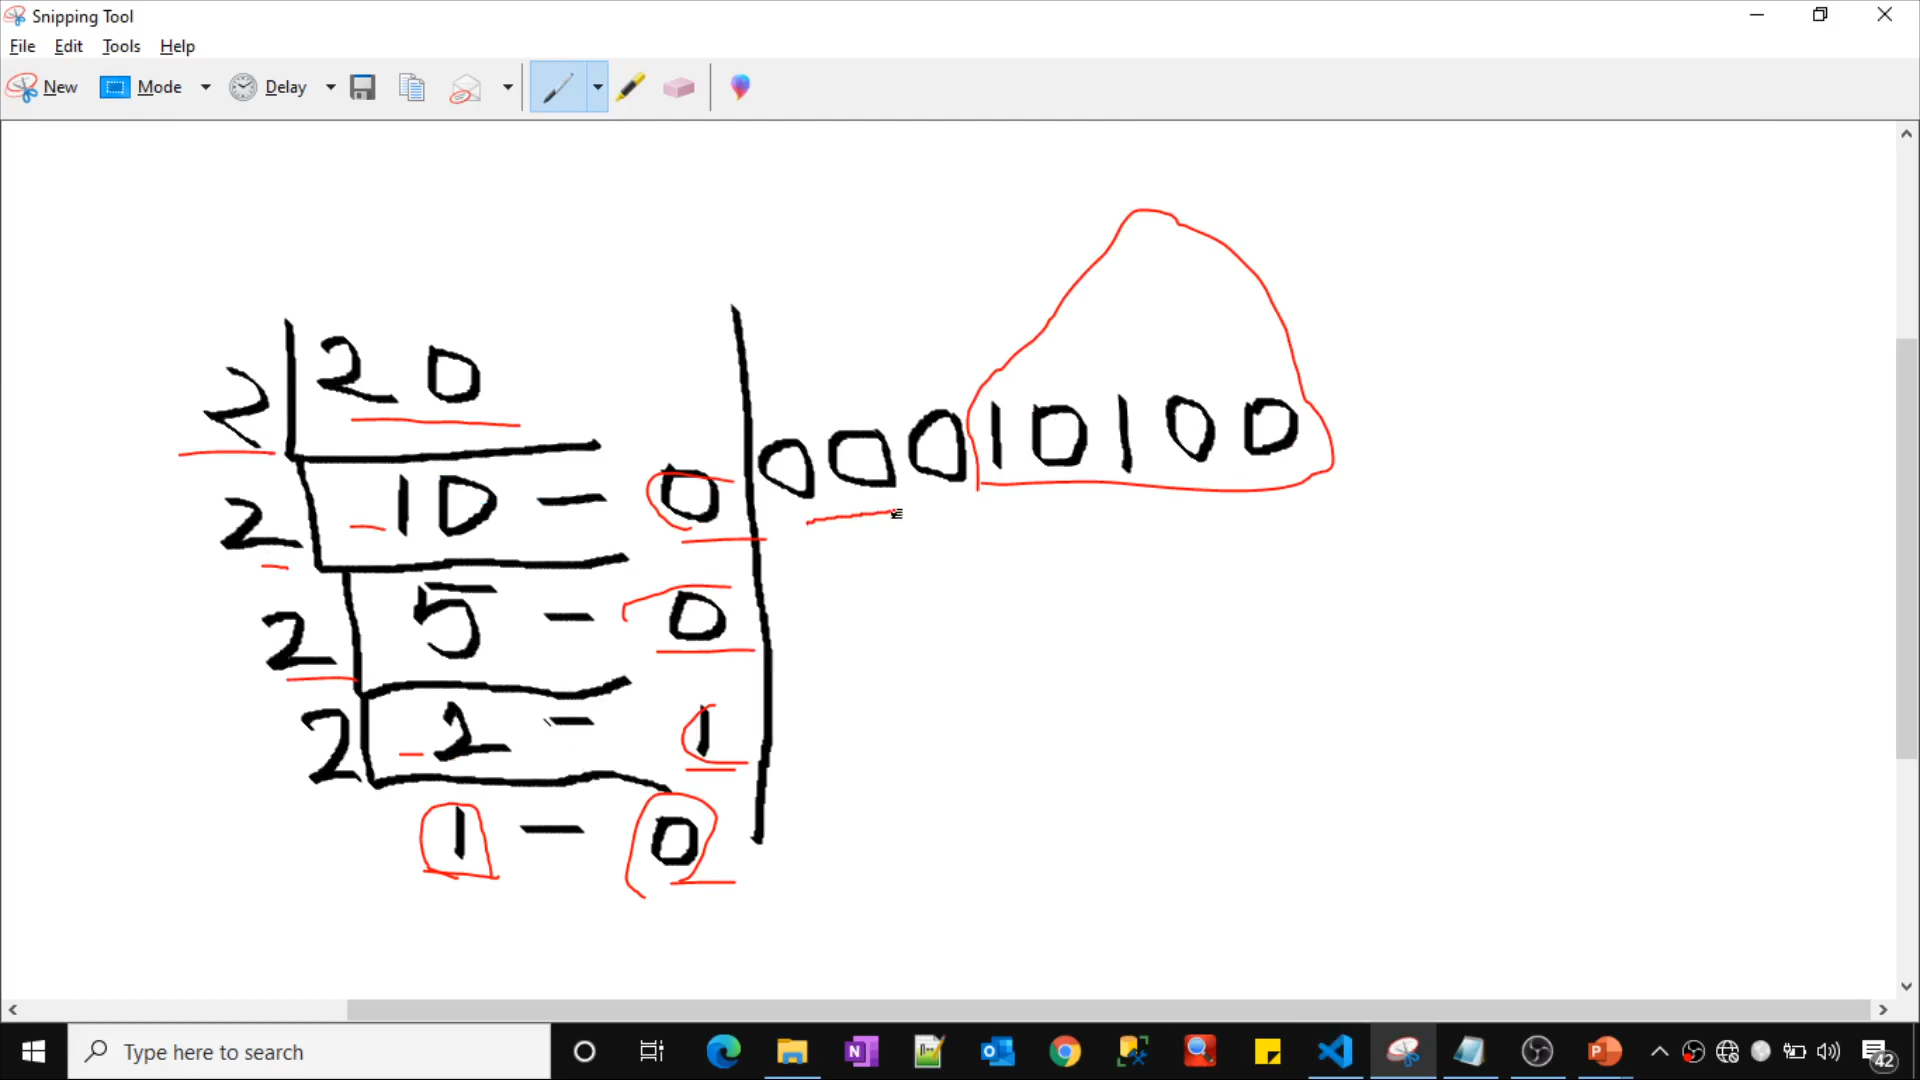 Snipping Tool
File Edit Tools Help
New Mode Delay
2 20
2 10 - 0
2 5 - 0
2 2 - 1
1 - 0
00010100
Type here to search
42